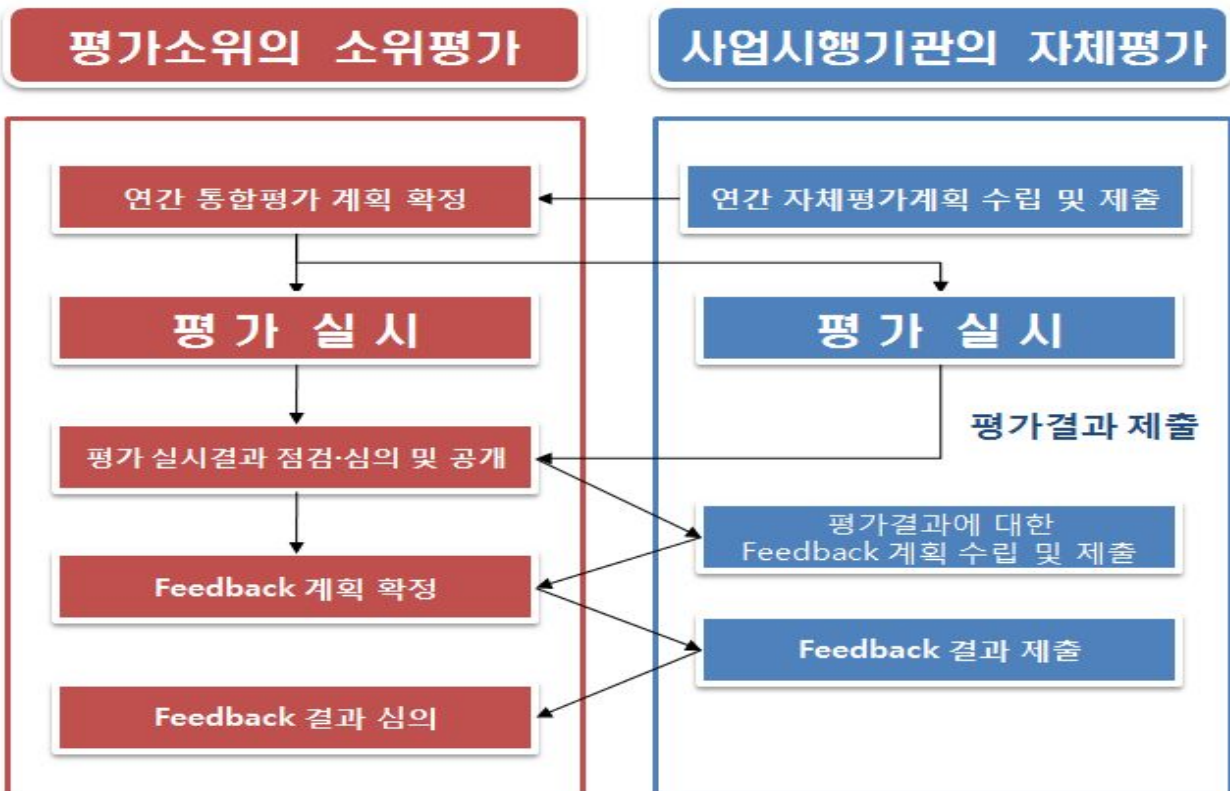 평가소위의 소위평가
사업시행기관의 자체평가
연간 통합평가 계획 확정
연간 자체평가계획 수립 및 제출
평 가 실 시
평 가 실 시
평가결과 제출
평가 실시결과 점검·심의 및 공개
평가결과에 대한
Feedback 계획 수립 및 제출
Feedback 계획 확정
Feedback 결과 제출
Feedback 결과 심의